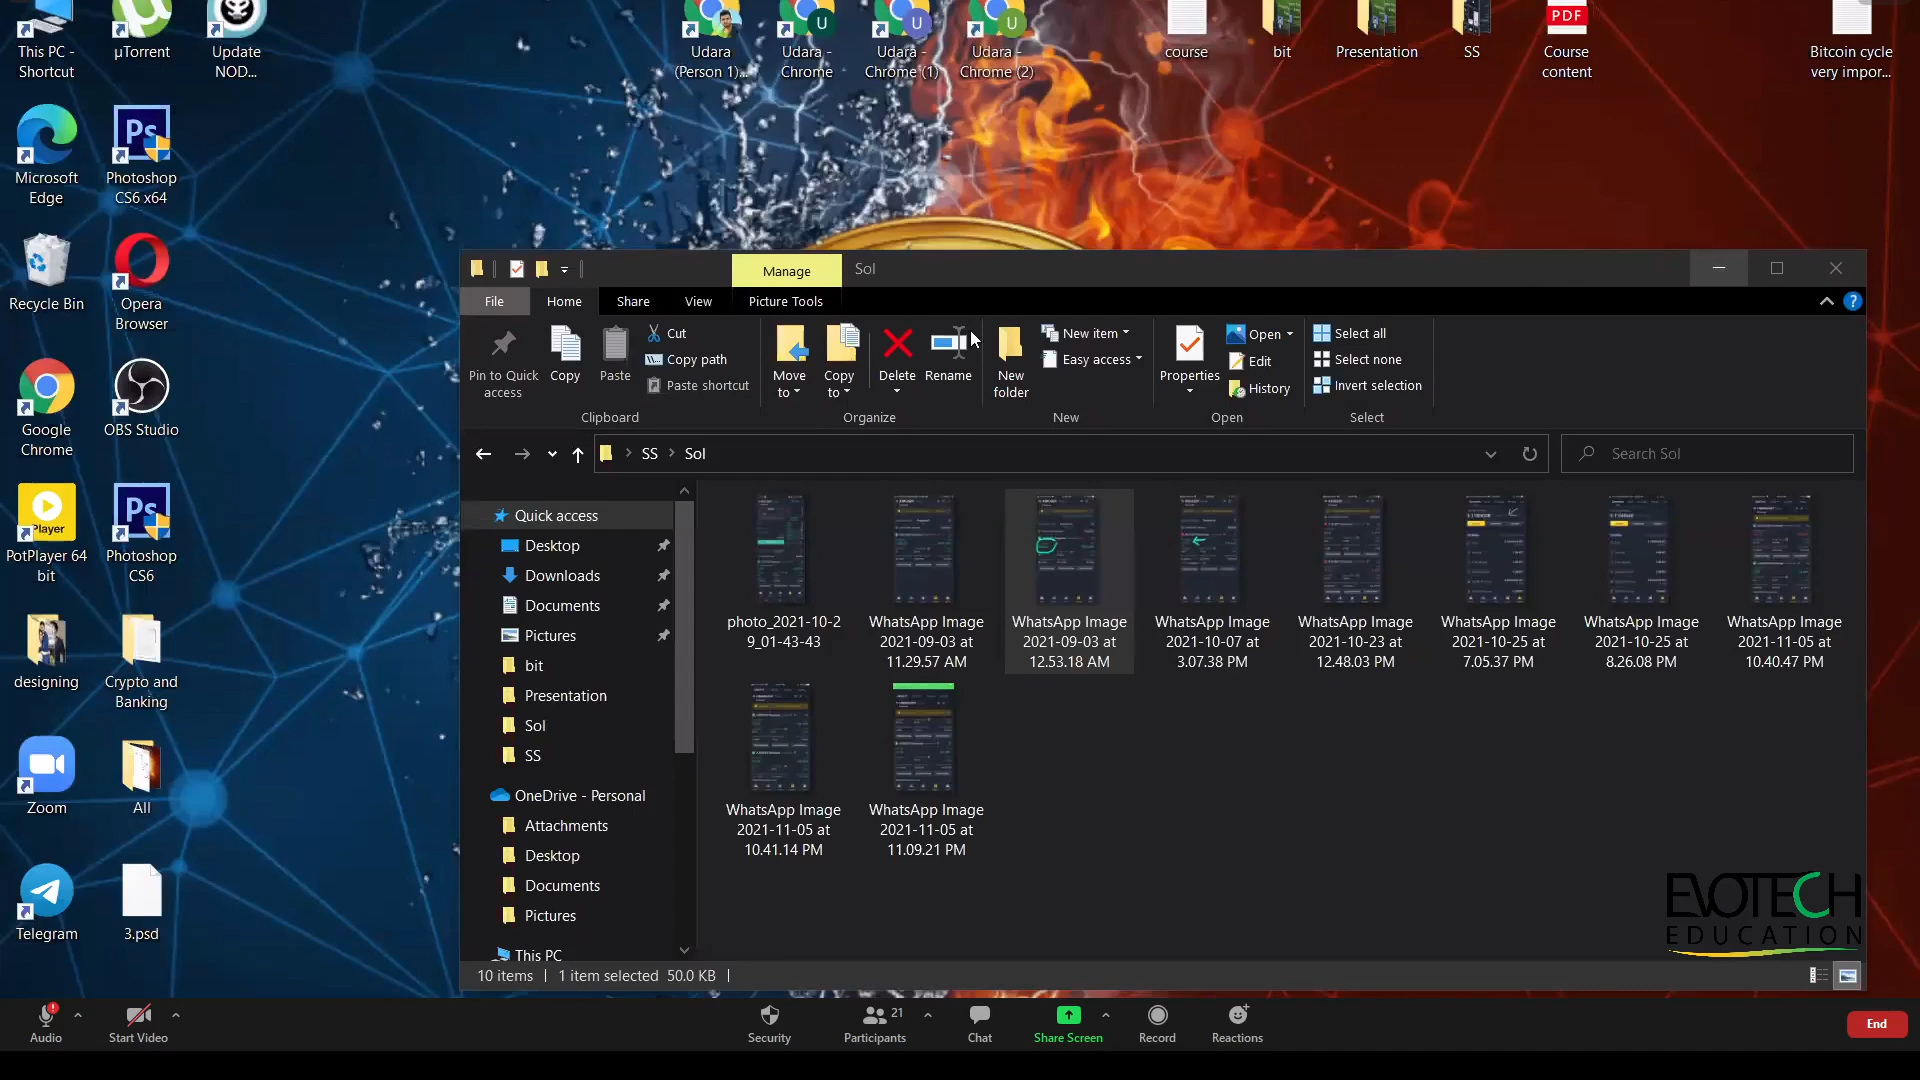 This PC -
Shortcut
µTorrent
Update
NOD...
Udara
(Person 1)...
Udara -
Chrome
Udara -
Chrome (1)
Udara -
Chrome (2)
course
bit
Presentation
SS
PDF
Course
content
Bitcoin cycle
very impor...
Microsoft
Edge
Ps
Photoshop
CS6 x64
Recycle Bin
Opera
Browser
Google
Chrome
OBS Studio
Player
PotPlayer 64
bit
Ps
Photoshop
CS6
designing
Crypto and
Banking
Zoom
All
Telegram
3.psd
Manage
Sol
File
Home
Share
View
Picture Tools
Pin to Quick
access
Copy
Paste
Cut
Copy path
Paste shortcut
Clipboard
Move
to
Copy
to
Delete
Rename
Organize
New
folder
New item
Easy access
New
Properties
Open
Edit
History
Open
Select all
Select none
Invert selection
Select
SS
Sol
Search Sol
Quick access
Desktop
Downloads
Documents
Pictures
bit
Presentation
Sol
SS
OneDrive - Personal
Attachments
Desktop
Documents
Pictures
This PC
photo_2021-10-2
9_01-43-43
WhatsApp Image
2021-09-03 at
11.29.57 AM
WhatsApp Image
2021-09-03 at
12.53.18 AM
WhatsApp Image
2021-10-07 at
3.07.38 PM
WhatsApp Image
2021-10-23 at
12.48.03 PM
WhatsApp Image
2021-10-25 at
7.05.37 PM
WhatsApp Image
2021-10-25 at
8.26.08 PM
WhatsApp Image
2021-11-05 at
10.40.47 PM
WhatsApp Image
2021-11-05 at
10.41.14 PM
WhatsApp Image
2021-11-05 at
11.09.21 PM
EVOTECH
EDUCATION
10 items
1 item selected 50.0 KB
Audio
Start Video
Security
Participants
21
Chat
Share Screen
Record
Reactions
End